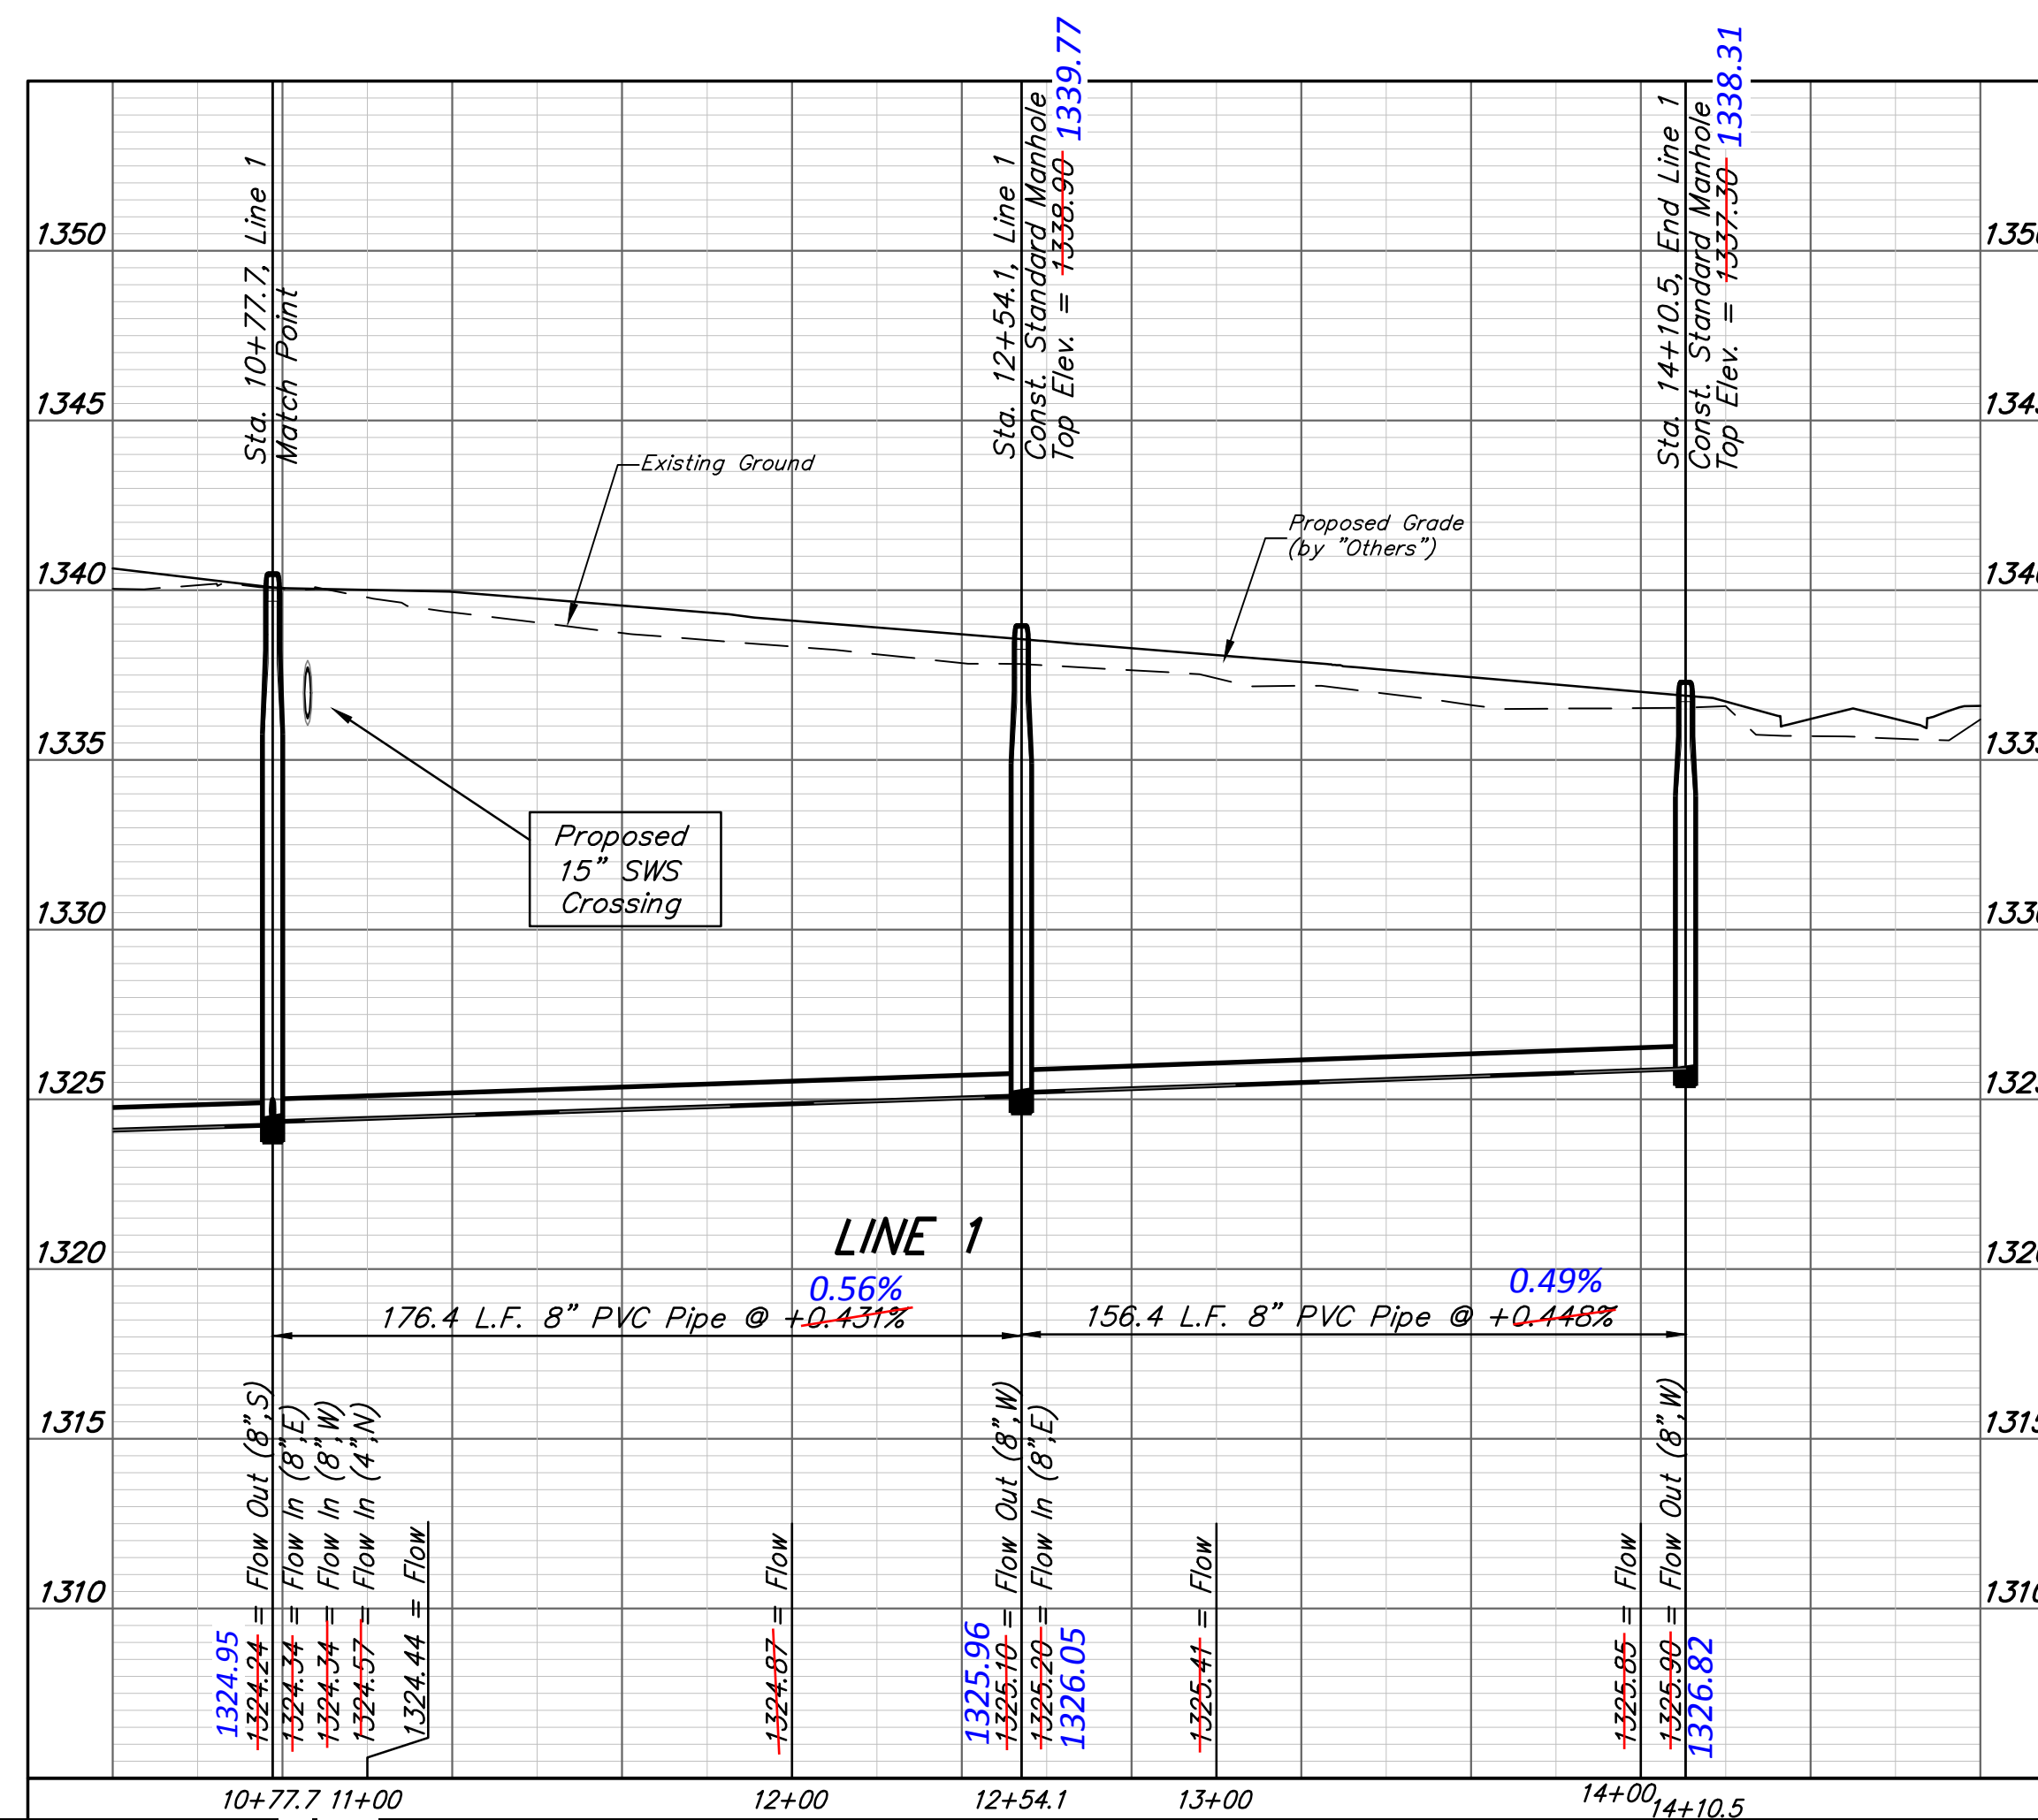 1339.77
1338.31
Sta. 10+77.7, Line 1
Match Point
Sta. 12+54.1, Line 1
Const. Standard Manhole
Top Elev. = 1338.90
Sta. 14+10.5, End Line 1
Const. Standard Manhole
Top Elev. = 1337.30
1350
1345
1340
1335
1330
1325
1320
1315
1310
Existing Ground
Proposed Grade
(by "Others")
Proposed
15" SWS
Crossing
LINE 1
0.56%
176.4 L.F. 8" PVC Pipe @ +0.431%
0.49%
156.4 L.F. 8" PVC Pipe @ +0.448%
1324.95
1324.24 = Flow Out (8",S)
1324.34 = Flow In (8",E)
1324.34 = Flow In (8",W)
1324.57 = Flow In (4",N)
1324.44 = Flow
1324.87 = Flow
1325.96
1325.10 = Flow Out (8",W)
1325.20 = Flow In (8",E)
1326.05
1325.41 = Flow
1325.85 = Flow
1325.90 = Flow Out (8",W)
1326.82
10+77.7 11+00 12+00 12+54.1 13+00 14+00 14+10.5